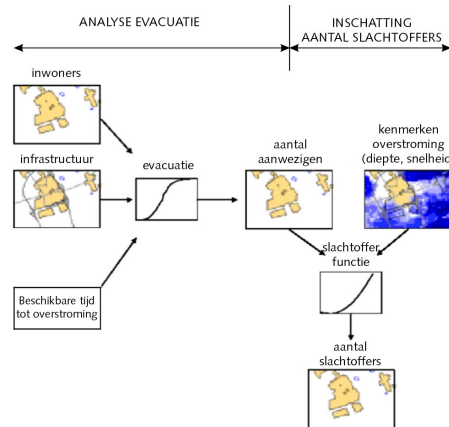 ANALYSE EVACUATIE
INSCHATTING
AANTAL SLACHTOFFERS
inwoners
infrastructuur
evacuatie
Beschikbare tijd
tot overstroming
aantal
aanwezigen
kenmerken
overstroming
(diepte, snelheid)
slachtoffer
functie
aantal
slachtoffers